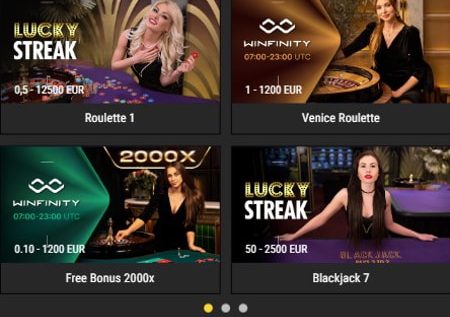 LUCKY
STREAK
0,5 - 12500 EUR
Roulette 1
WINFINITY
07:00-23:00 UTC
1 - 1200 EUR
Venice Roulette
2000X
WINFINITY
07:00-23:00 UTC
0.10 - 1200 EUR
Free Bonus 2000x
LUCKY
STREAK
50 - 2500 EUR
BLACKJACK
Blackjack 7